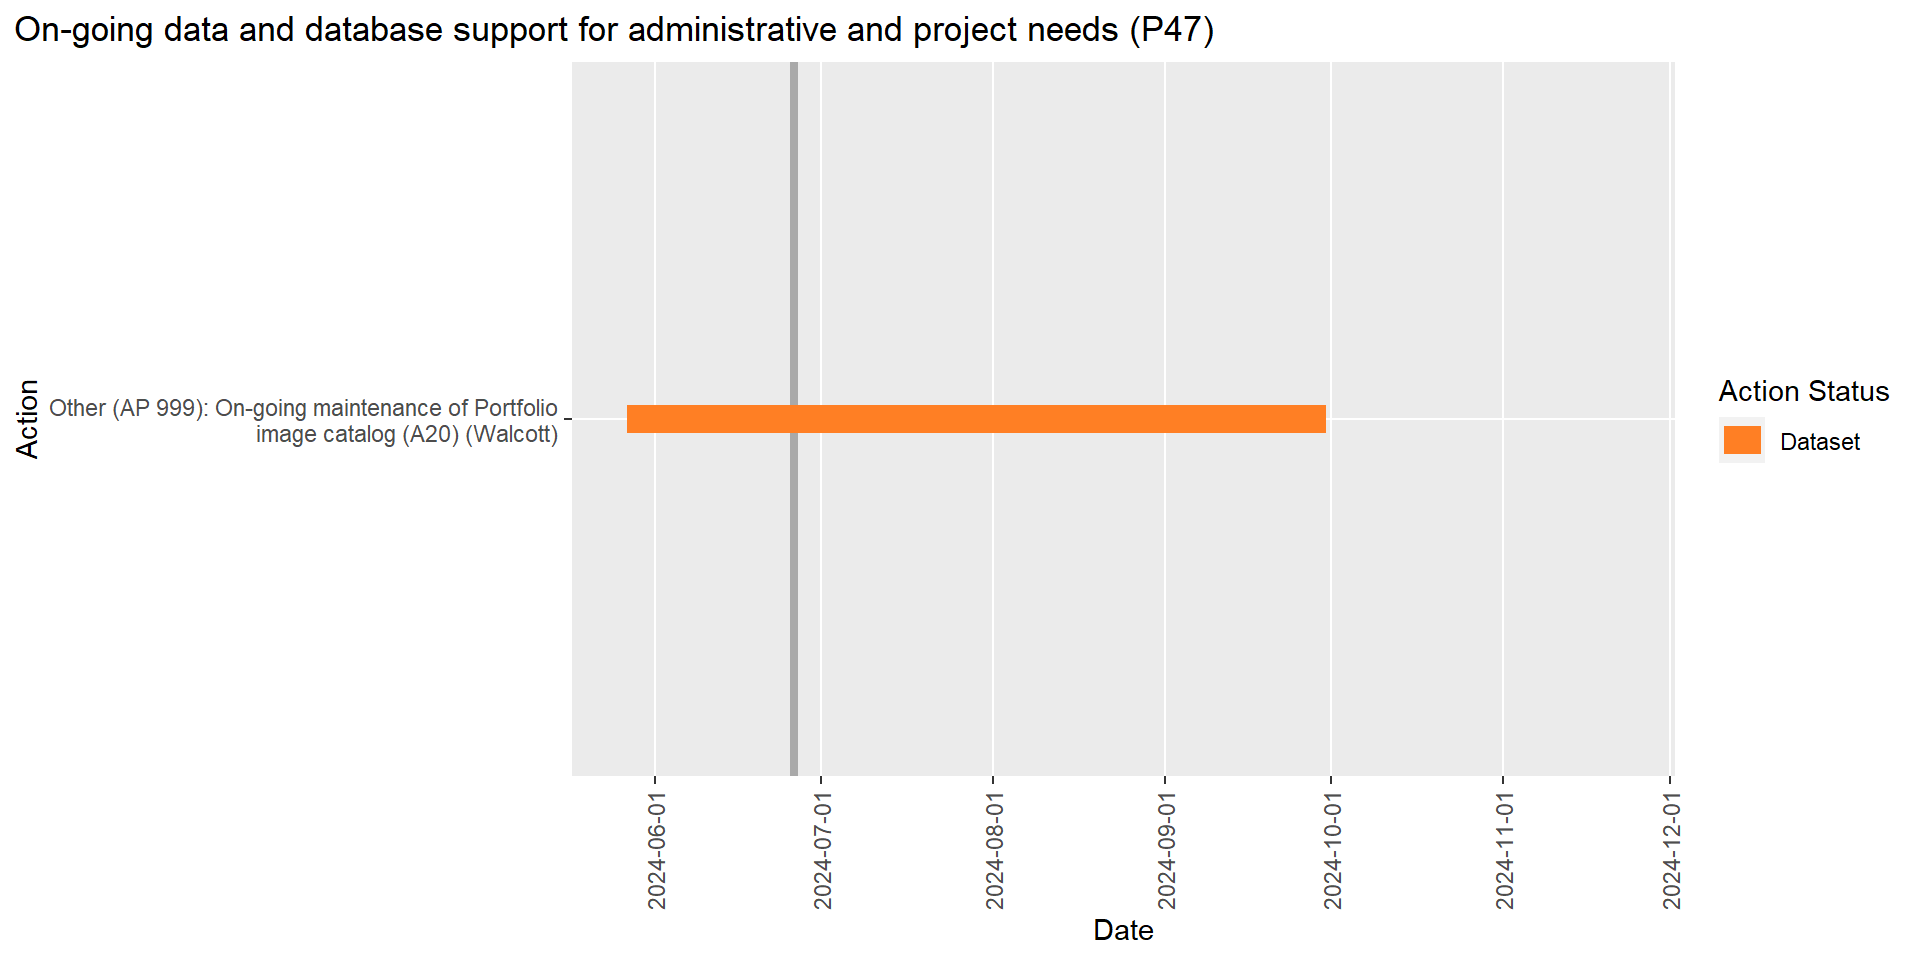 On-going data and database support for administrative and project needs (P47)
Action
Other (AP 999): On-going maintenance of Portfolio
image catalog (A20) (Walcott)
Action Status
Dataset
2024-06-01
2024-07-01
2024-08-01
2024-09-01
2024-10-01
2024-11-01
2024-12-01
Date